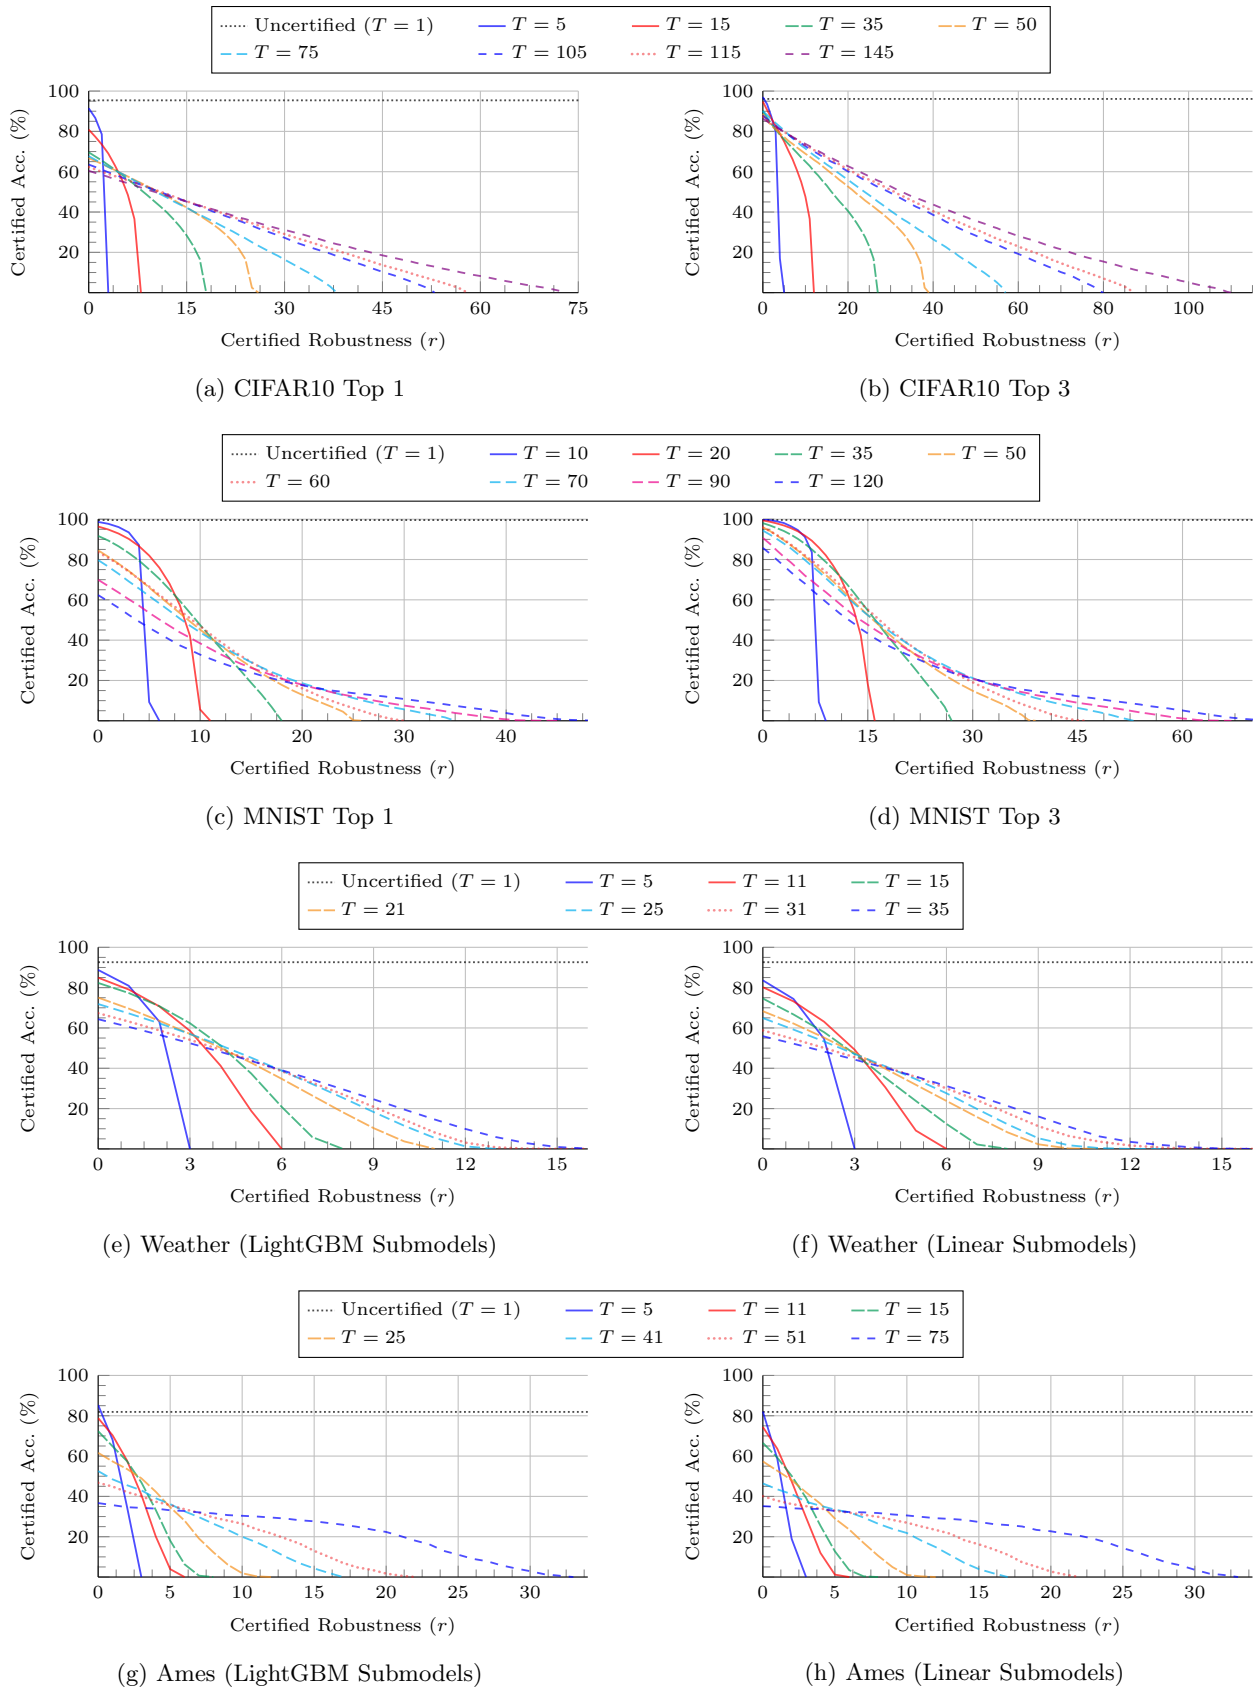 Uncertified (T = 1) T = 5 T = 15 T = 35 T = 50
T = 75 T = 105 T = 115 T = 145
100
80
60
40
20
0 15 30 45 60 75
Certified Acc. (%)
Certified Robustness (r)
(a) CIFAR10 Top 1
100
80
60
40
20
0 20 40 60 80 100
Certified Acc. (%)
Certified Robustness (r)
(b) CIFAR10 Top 3
Uncertified (T = 1) T = 10 T = 20 T = 35 T = 50
T = 60 T = 70 T = 90 T = 120
100
80
60
40
20
0 10 20 30 40
Certified Acc. (%)
Certified Robustness (r)
(c) MNIST Top 1
100
80
60
40
20
0 15 30 45 60
Certified Acc. (%)
Certified Robustness (r)
(d) MNIST Top 3
Uncertified (T = 1) T = 5 T = 11 T = 15
T = 21 T = 25 T = 31 T = 35
100
80
60
40
20
0 3 6 9 12 15
Certified Acc. (%)
Certified Robustness (r)
(e) Weather (LightGBM Submodels)
100
80
60
40
20
0 3 6 9 12 15
Certified Acc. (%)
Certified Robustness (r)
(f) Weather (Linear Submodels)
Uncertified (T = 1) T = 5 T = 11 T = 15
T = 25 T = 41 T = 51 T = 75
100
80
60
40
20
0 5 10 15 20 25 30
Certified Acc. (%)
Certified Robustness (r)
(g) Ames (LightGBM Submodels)
100
80
60
40
20
0 5 10 15 20 25 30
Certified Acc. (%)
Certified Robustness (r)
(h) Ames (Linear Submodels)